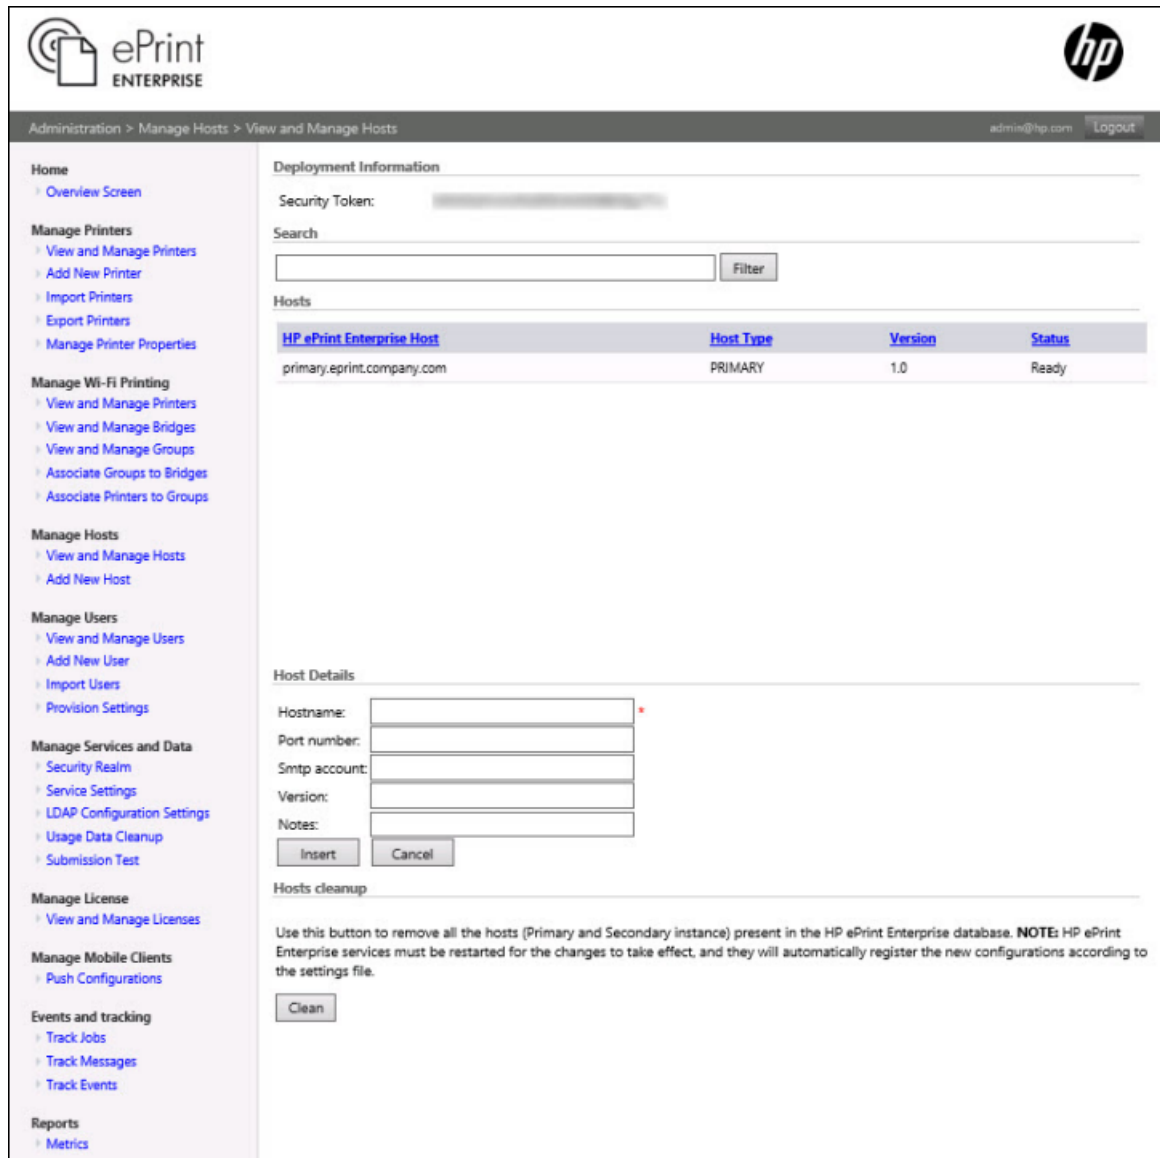 ePrint
ENTERPRISE
hp
Administration > Manage Hosts > View and Manage Hosts
admin@hp.com Logout
Home
Overview Screen
Manage Printers
View and Manage Printers
Add New Printer
Import Printers
Export Printers
Manage Printer Properties
Manage Wi-Fi Printing
View and Manage Printers
View and Manage Bridges
View and Manage Groups
Associate Groups to Bridges
Associate Printers to Groups
Manage Hosts
View and Manage Hosts
Add New Host
Manage Users
View and Manage Users
Add New User
Import Users
Provision Settings
Manage Services and Data
Security Realm
Service Settings
LDAP Configuration Settings
Usage Data Cleanup
Submission Test
Manage License
View and Manage Licenses
Manage Mobile Clients
Push Configurations
Events and tracking
Track Jobs
Track Messages
Track Events
Reports
Metrics
Deployment Information
Security Token:
Search
Filter
Hosts
HP ePrint Enterprise Host Host Type Version Status
primary.eprint.company.com PRIMARY 1.0 Ready
Host Details
Hostname: *
Port number:
Smtp account:
Version:
Notes:
Insert Cancel
Hosts cleanup
Use this button to remove all the hosts (Primary and Secondary instance) present in the HP ePrint Enterprise database. NOTE: HP ePrint
Enterprise services must be restarted for the changes to take effect, and they will automatically register the new configurations according to
the settings file.
Clean